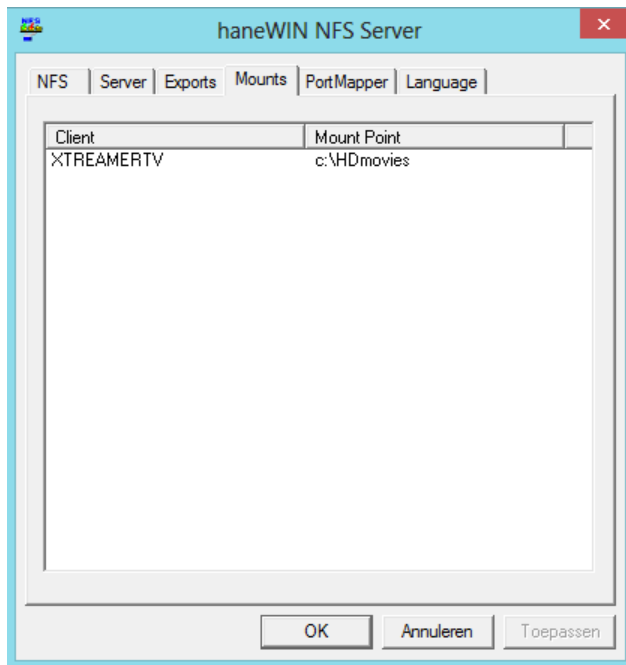 NFS
haneWIN NFS Server
NFS Server Exports Mounts PortMapper Language
Client Mount Point
XTREAMERTV c:\HDmovies
OK Annuleren Toepassen